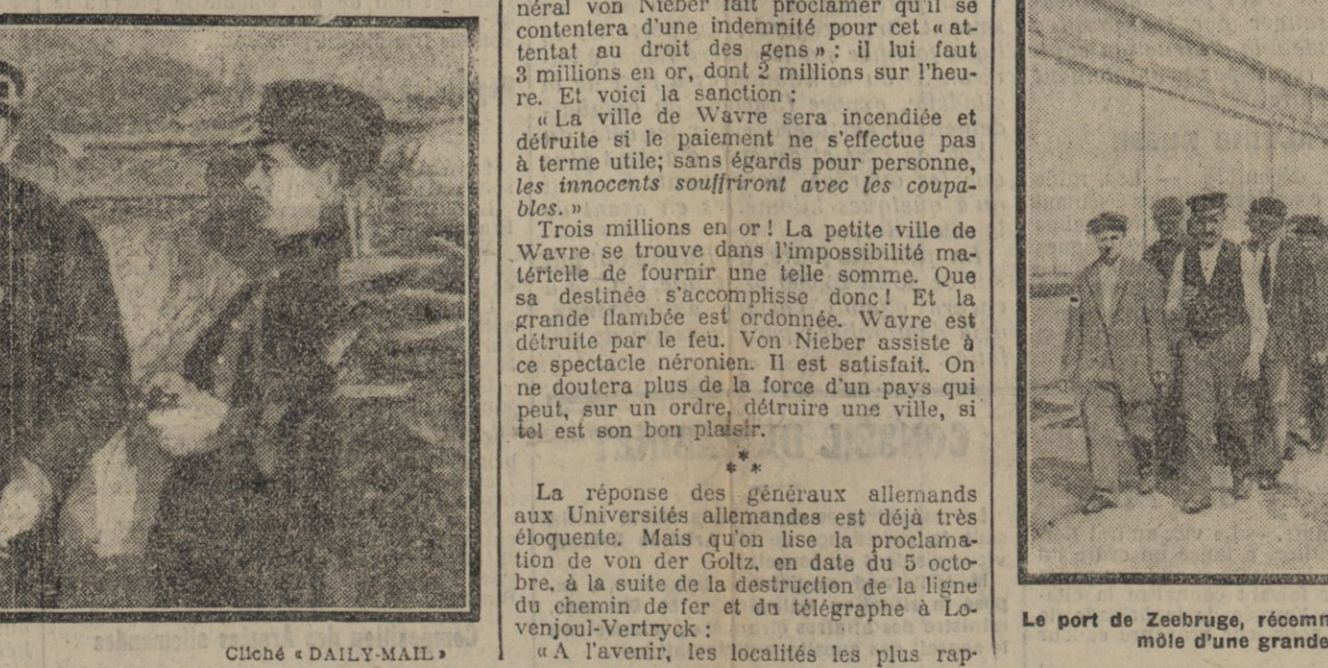 néral von Nieber fait proclamer qu'il se
contentera d'une indemnité pour cet « at-
tentat au droit des gens » : il lui faut
3 millions en or, dont 2 millions sur l'heu-
re. Et voici la sanction :
« La ville de Wavre sera incendiée et
détruite si le paiement ne s'effectue pas
à terme utile; sans égards pour personne,
les innocents souffriront avec les coupa-
bles. »
Trois millions en or ! La petite ville de
Wavre se trouve dans l'impossibilité ma-
térielle de fournir une telle somme. Que
sa destinée s'accomplisse donc ! Et la
grande flambée est ordonnée. Wavre est
détruite par le feu. Von Nieber assiste à
ce spectacle néronien. Il est satisfait. On
ne doutera plus de la force d'un pays qui
peut, sur un ordre, détruire une ville, si
tel est son bon plaisir.
* * *
La réponse des généraux allemands
aux Universités allemandes est déjà très
éloquente. Mais qu'on lise la proclama-
tion de von der Goltz, en date du 5 octo-
bre, à la suite de la destruction de la ligne
du chemin de fer et du télégraphe à Lo-
venjoul-Vertryck :
« A l'avenir, les localités les plus rap-
Cliché « DAILY-MAIL »
Le port de Zeebruge, récemm
môle d'une grande